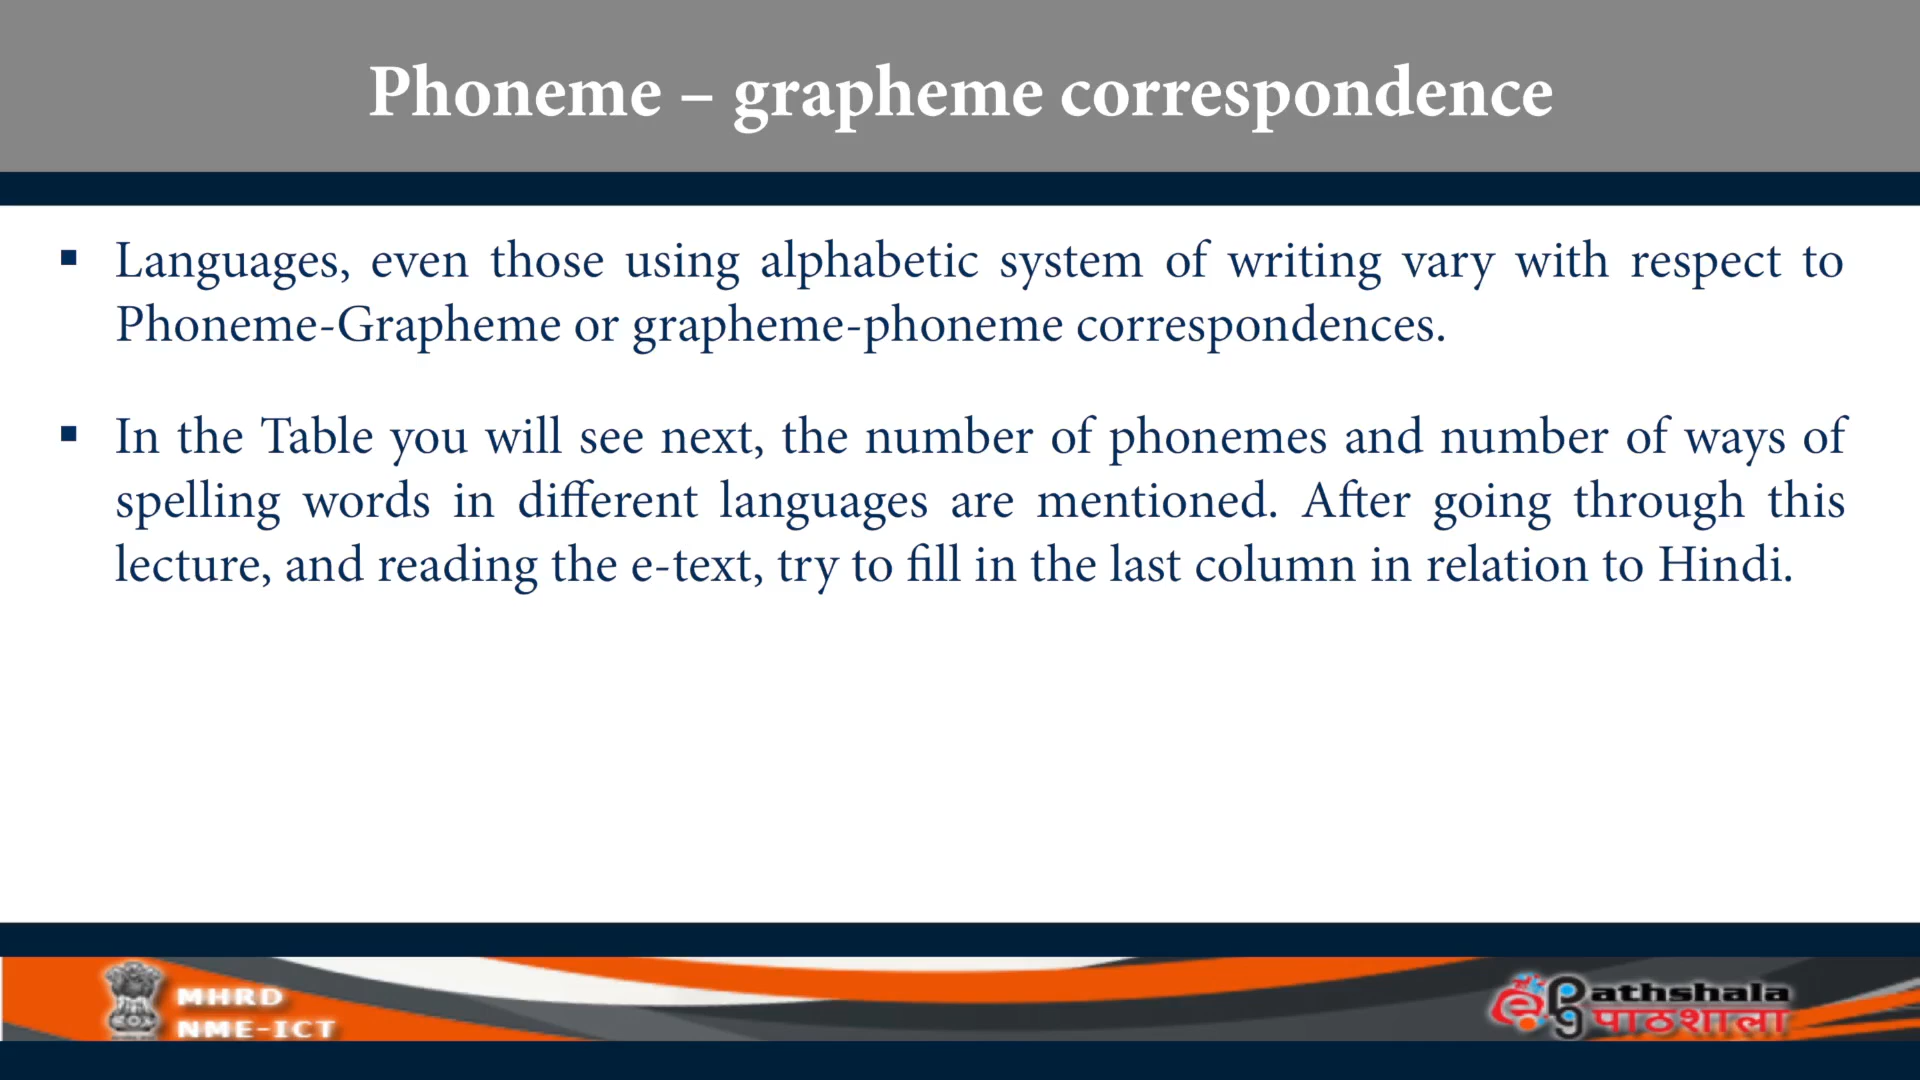 Phoneme – grapheme correspondence
▪ Languages, even those using alphabetic system of writing vary with respect to
Phoneme-Grapheme or grapheme-phoneme correspondences.
▪ In the Table you will see next, the number of phonemes and number of ways of
spelling words in different languages are mentioned. After going through this
lecture, and reading the e-text, try to fill in the last column in relation to Hindi.
MHRD
NME-ICT
e Pathshala
pg पाठशाला